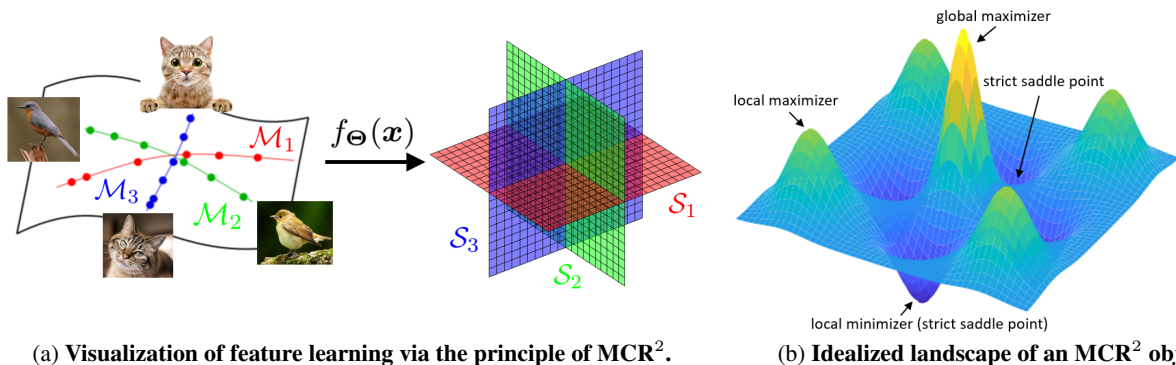 global maximizer
strict saddle point
local maximizer
M₁
f_Θ(x)
M₃
M₂
S₁
S₃
S₂
local minimizer (strict saddle point)
(a) Visualization of feature learning via the principle of MCR².
(b) Idealized landscape of an MCR²